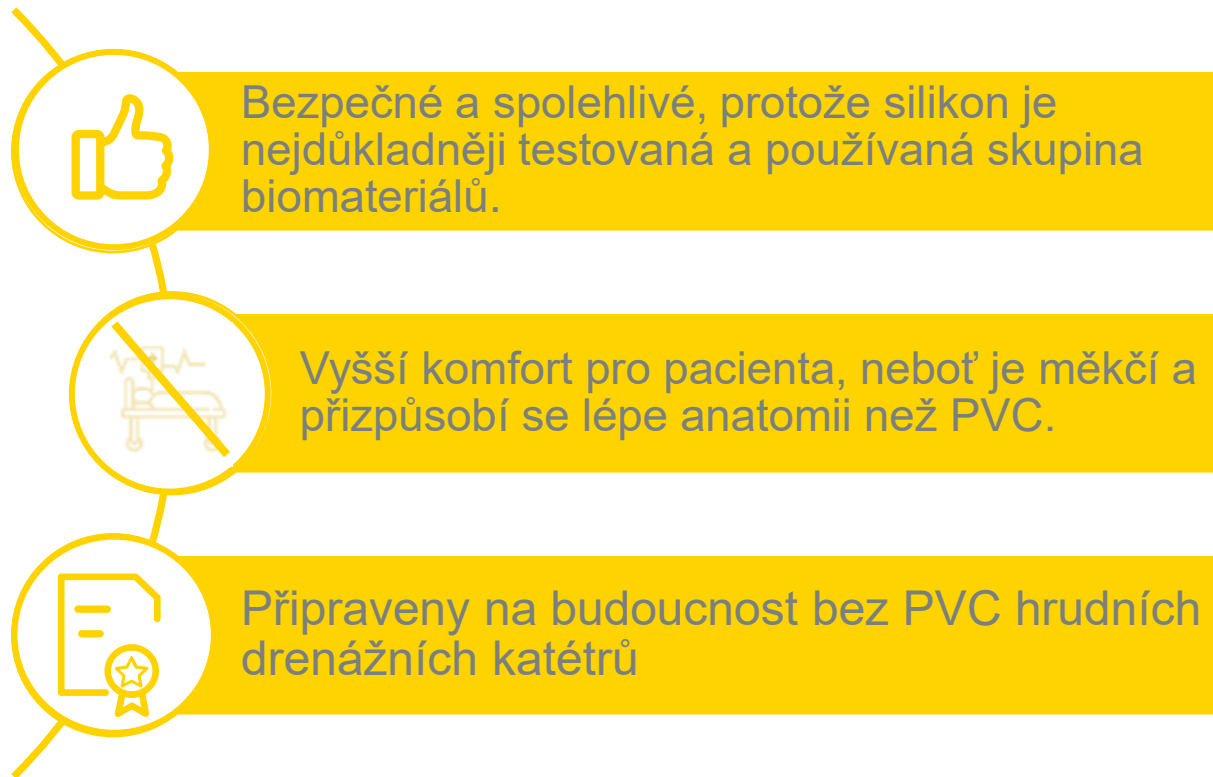 Bezpečné a spolehlivé, protože silikon je
nejdůkladněji testovaná a používaná skupina
biomateriálů.
Vyšší komfort pro pacienta, neboť je měkčí a
přizpůsobí se lépe anatomii než PVC.
Připraveny na budoucnost bez PVC hrudních
drenážních katétrů